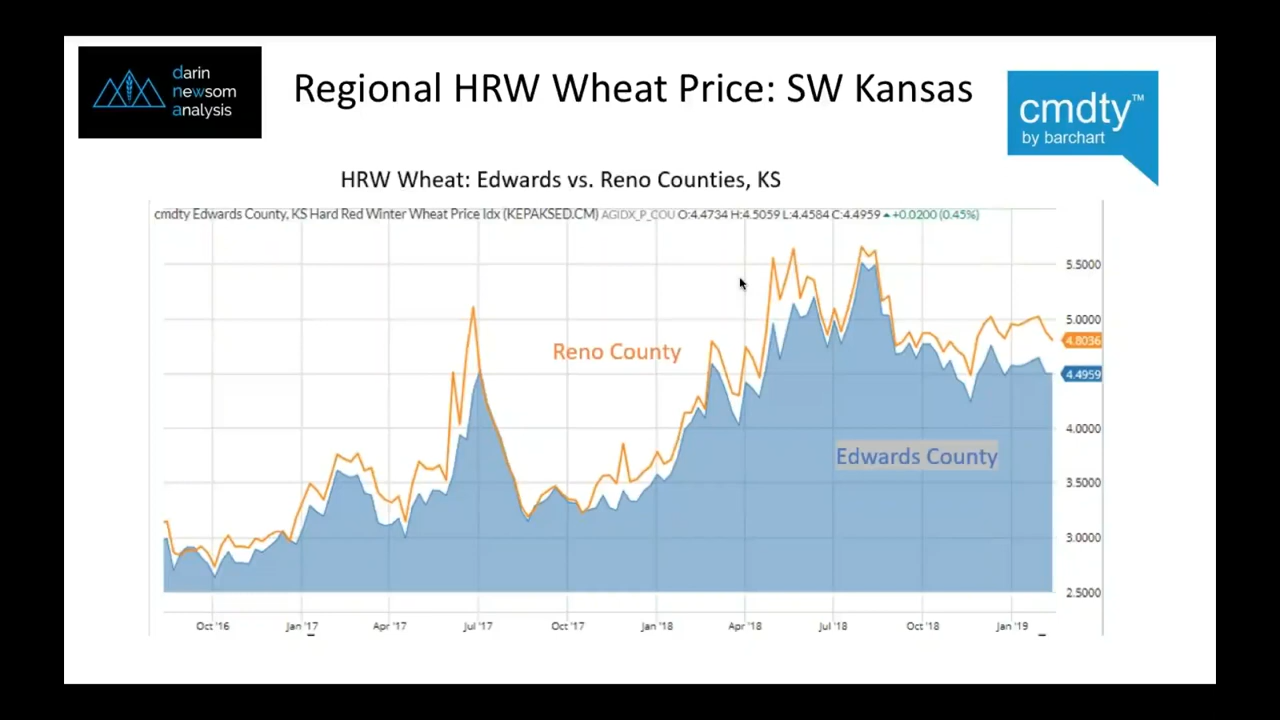 darin
newsom
analysis
Regional HRW Wheat Price: SW Kansas
cmdty™
by barchart
HRW Wheat: Edwards vs. Reno Counties, KS
cmdty Edwards County, KS Hard Red Winter Wheat Price Idx (KEPAKSED.CM) AGIDX_P_COU O:4.4734 H:4.5059 L:4.4584 C:4.4959 ▲ +0.0200 (0.45%)
5.5000
5.0000
4.8036
Reno County
4.4959
4.0000
Edwards County
3.5000
3.0000
2.5000
Oct '16 Jan '17 Apr '17 Jul '17 Oct '17 Jan '18 Apr '18 Jul '18 Oct '18 Jan '19